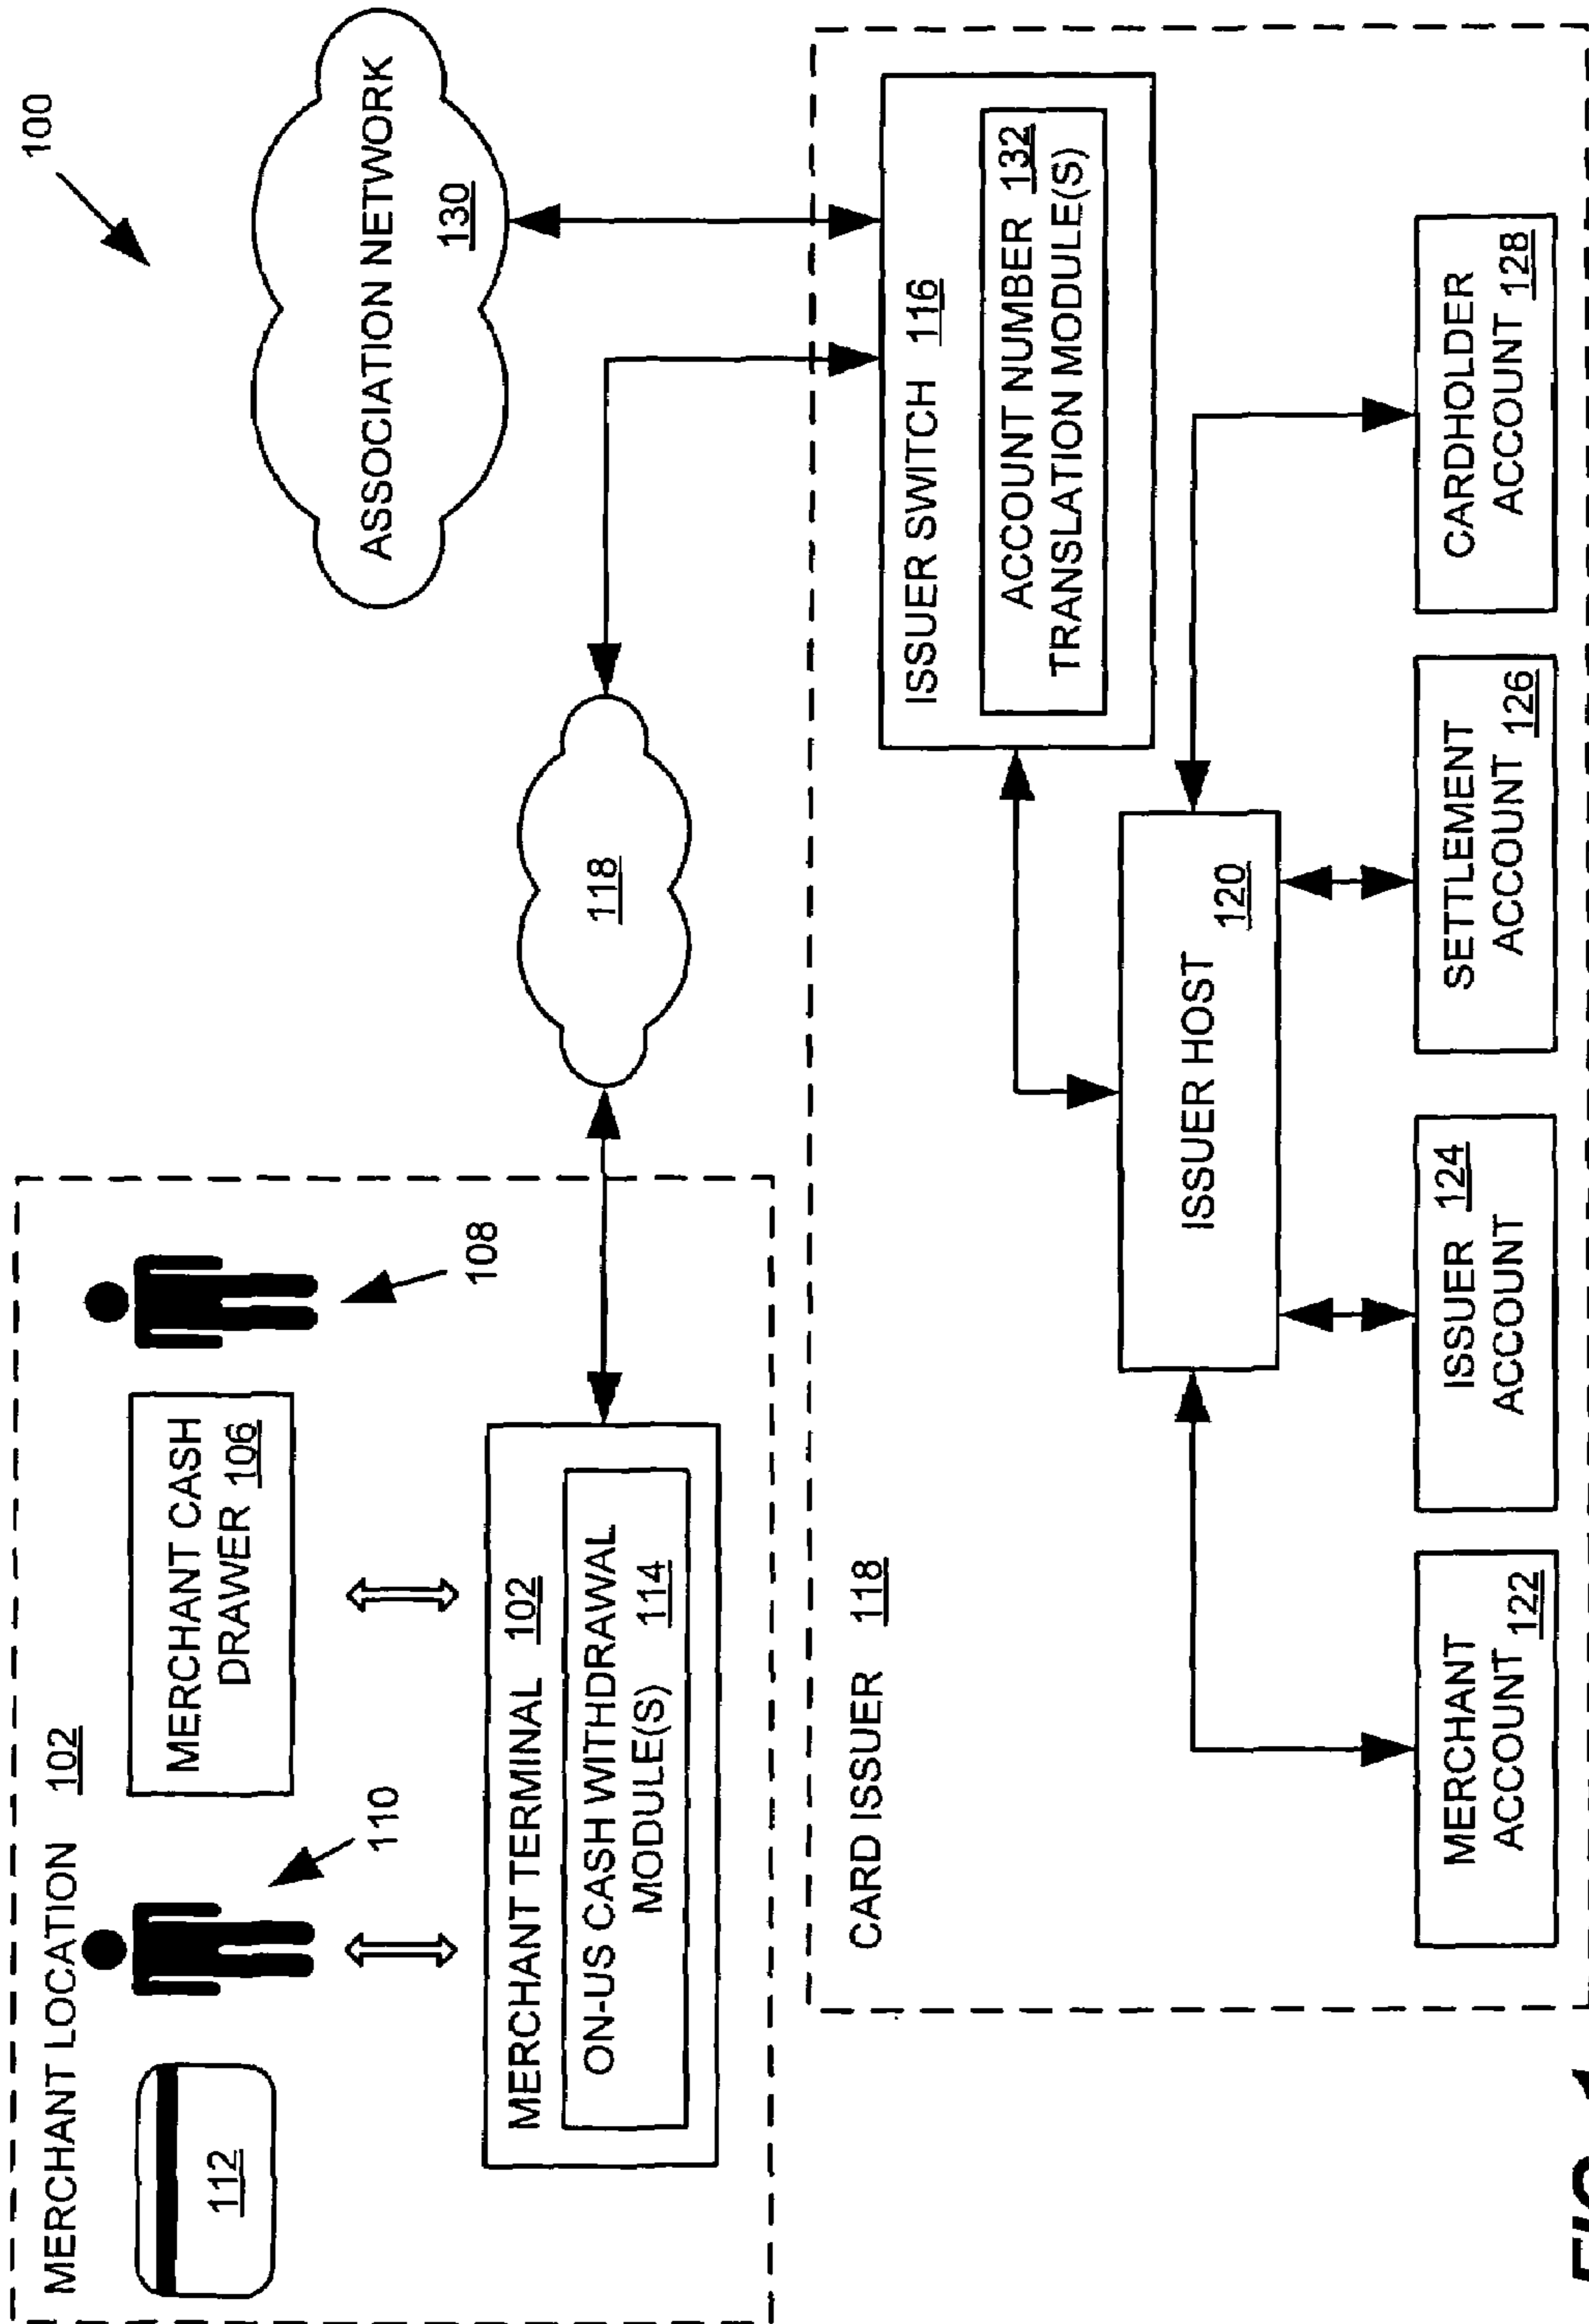 100
MERCHANT LOCATION 102
112
110
MERCHANT CASH
DRAWER 106
108
MERCHANT TERMINAL 102
ON-US CASH WITHDRAWAL
MODULE(S) 114
118
ASSOCIATION NETWORK
130
CARD ISSUER 118
ISSUER SWITCH 116
ACCOUNT NUMBER 132
TRANSLATION MODULE(S)
ISSUER HOST
120
MERCHANT
ACCOUNT 122
ISSUER 124
ACCOUNT
SETTLEMENT
ACCOUNT 126
CARDHOLDER
ACCOUNT 128
FIG. 1